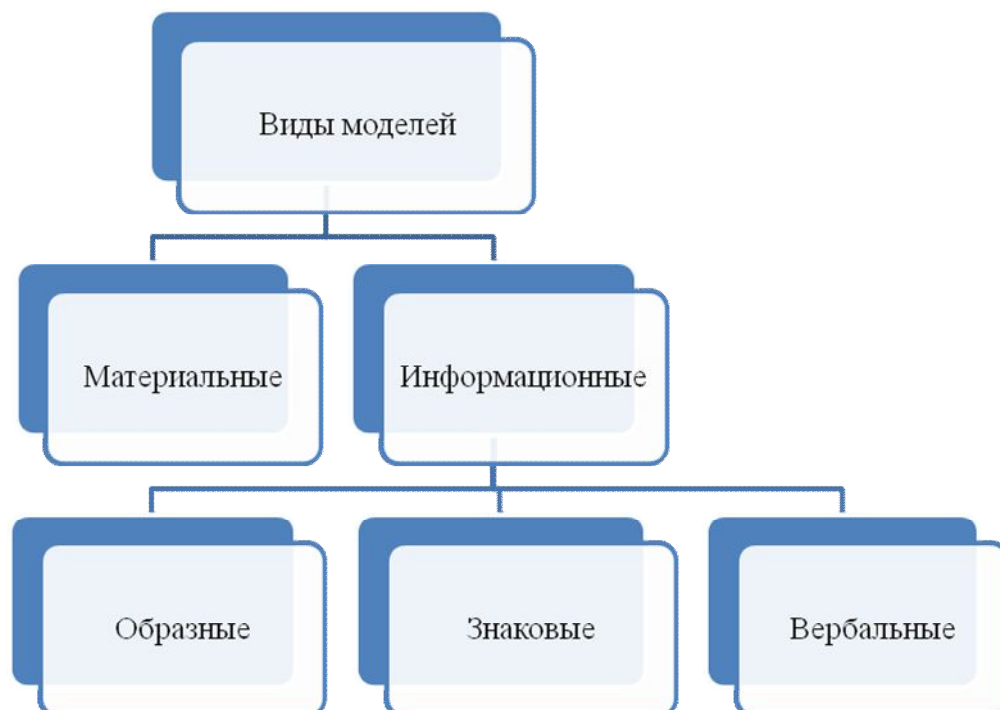 Виды моделей
Материальные
Информационные
Образные
Знаковые
Вербальные